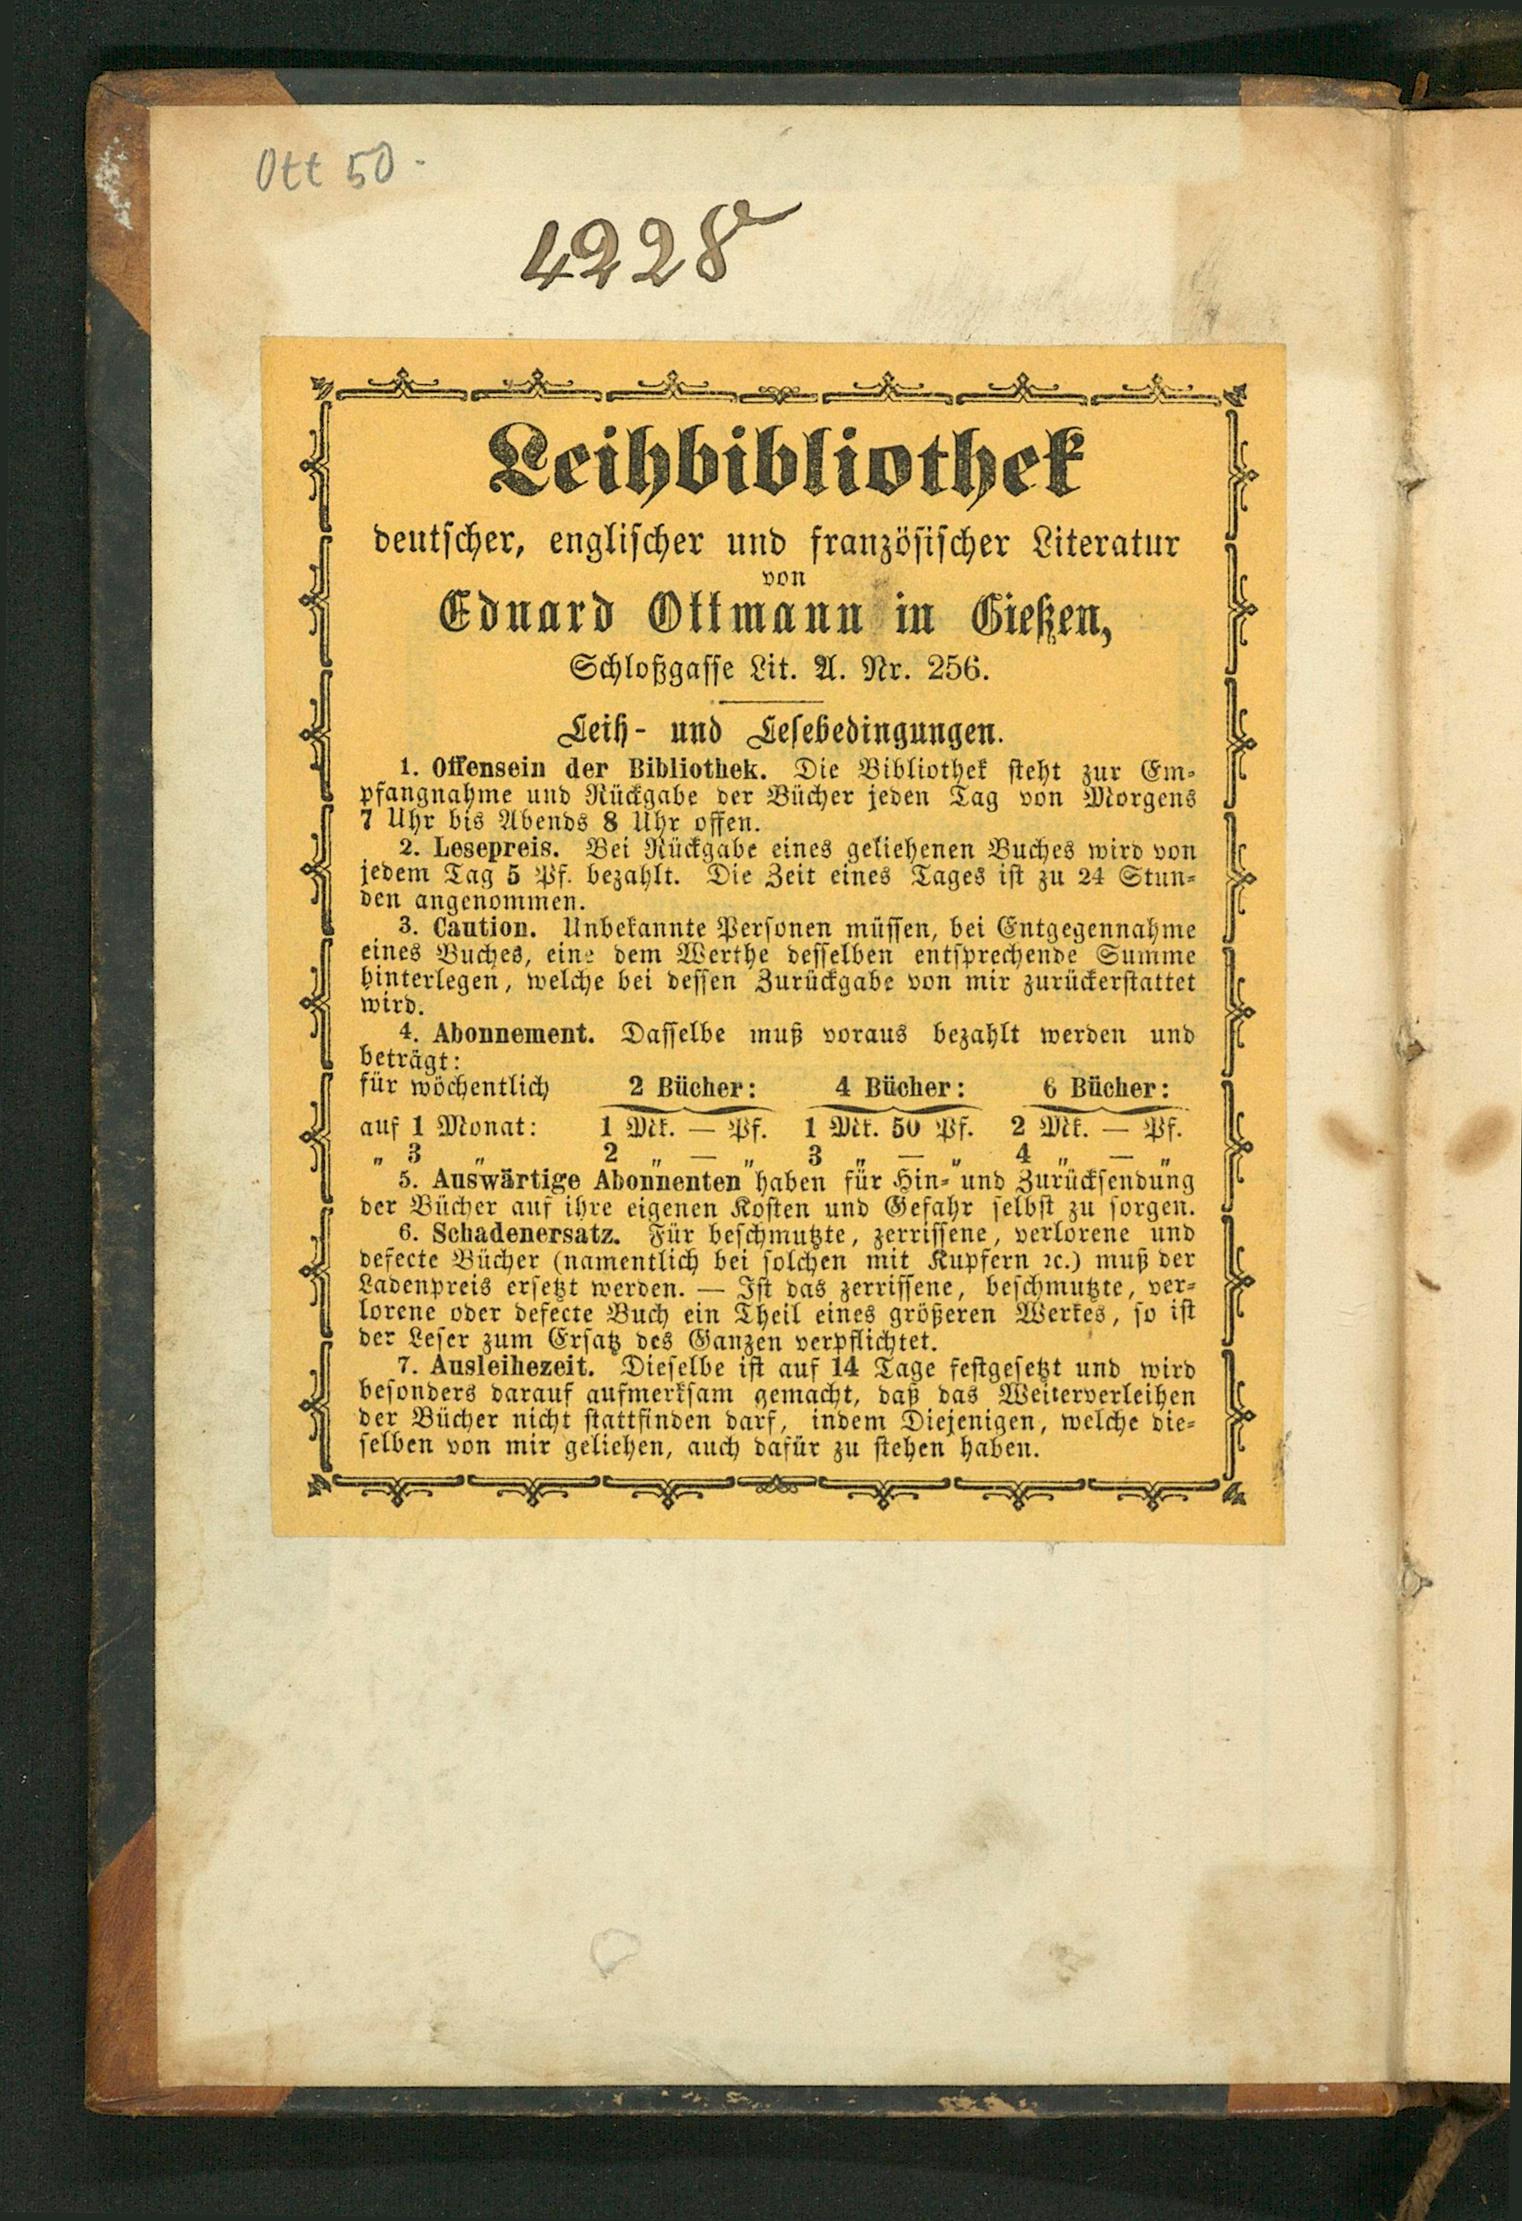 Ott 50.
4228
Leihbibliothek
deutscher, englischer und französischer Literatur
von
Eduard Ottmann in Gießen,
Schloßgasse Lit. A. Nr. 256.
Leih- und Lesebedingungen.
1. Offensein der Bibliothek. Die Bibliothek steht zur Em-
pfangnahme und Rückgabe der Bücher jeden Tag von Morgens
7 Uhr bis Abends 8 Uhr offen.
2. Lesepreis. Bei Rückgabe eines geliehenen Buches wird von
jedem Tag 5 Pf. bezahlt. Die Zeit eines Tages ist zu 24 Stun-
den angenommen.
3. Caution. Unbekannte Personen müssen, bei Entgegennahme
eines Buches, eine dem Werthe desselben entsprechende Summe
hinterlegen, welche bei dessen Zurückgabe von mir zurückerstattet
wird.
4. Abonnement. Dasselbe muß voraus bezahlt werden und
beträgt:
für wöchentlich 2 Bücher: 4 Bücher: 6 Bücher:
auf 1 Monat: 1 Mk. — Pf. 1 Mk. 50 Pf. 2 Mk. — Pf.
„ 3 „ 2 „ — „ 3 „ — „ 4 „ — „
5. Auswärtige Abonnenten haben für Hin- und Zurücksendung
der Bücher auf ihre eigenen Kosten und Gefahr selbst zu sorgen.
6. Schadenersatz. Für beschmutzte, zerrissene, verlorene und
defecte Bücher (namentlich bei solchen mit Kupfern ꝛc.) muß der
Ladenpreis ersetzt werden. — Ist das zerrissene, beschmutzte, ver-
lorene oder defecte Buch ein Theil eines größeren Werkes, so ist
der Leser zum Ersatz des Ganzen verpflichtet.
7. Ausleihezeit. Dieselbe ist auf 14 Tage festgesetzt und wird
besonders darauf aufmerksam gemacht, daß das Weiterverleihen
der Bücher nicht stattfinden darf, indem Diejenigen, welche die-
selben von mir geliehen, auch dafür zu stehen haben.